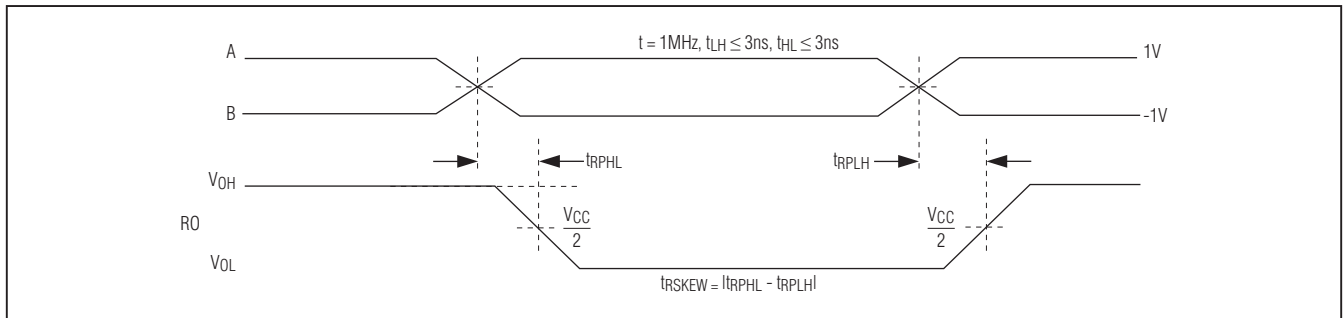 t = 1MHz, tLH ≤ 3ns, tHL ≤ 3ns
A
1V
B
-1V
tRPHL
tRPLH
VOH
RO
VCC
2
VCC
2
VOL
tRSKEW = |tRPHL - tRPLH|